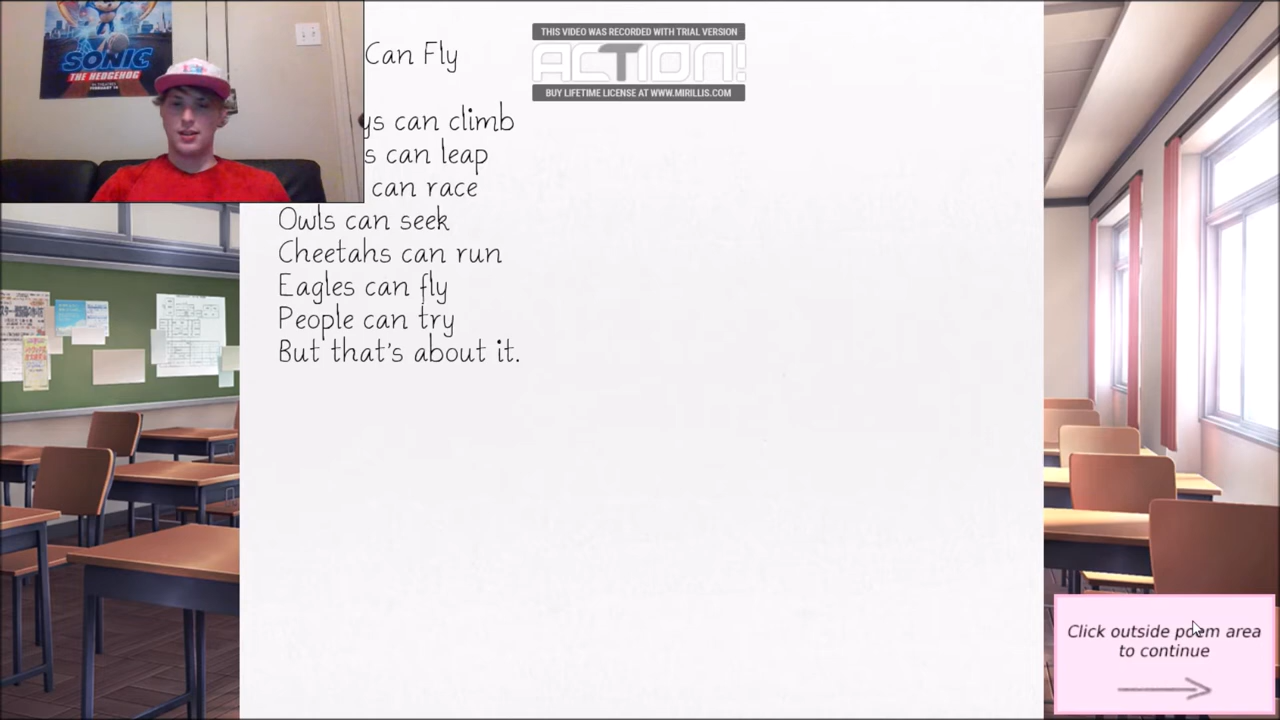 SONIC
THE HEDGEHOG
FEBRUARY 14
THIS VIDEO WAS RECORDED WITH TRIAL VERSION
ACTION!
BUY LIFETIME LICENSE AT WWW.MIRILLIS.COM
Can Fly
ys can climb
s can leap
can race
Owls can seek
Cheetahs can run
Eagles can fly
People can try
But that's about it.
Click outside poem area
to continue